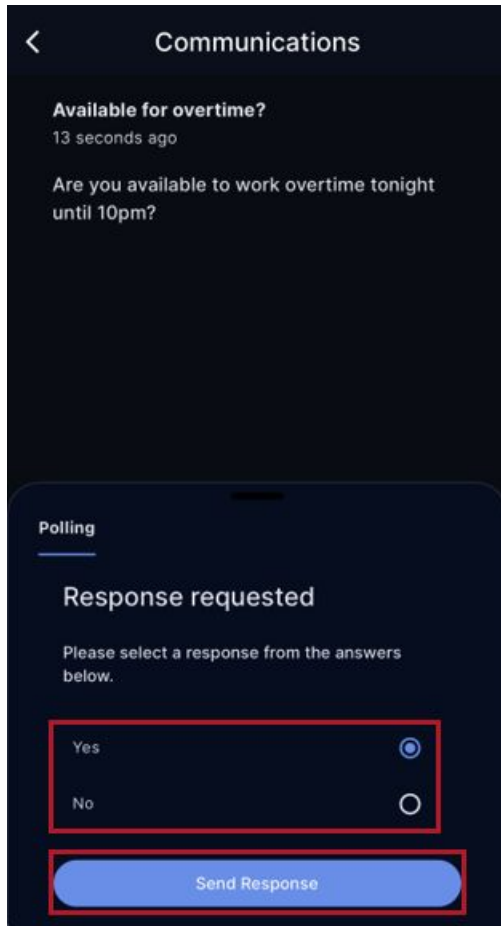 Communications
Available for overtime?
13 seconds ago
Are you available to work overtime tonight
until 10pm?
Polling
Response requested
Please select a response from the answers
below.
Yes
No
Send Response